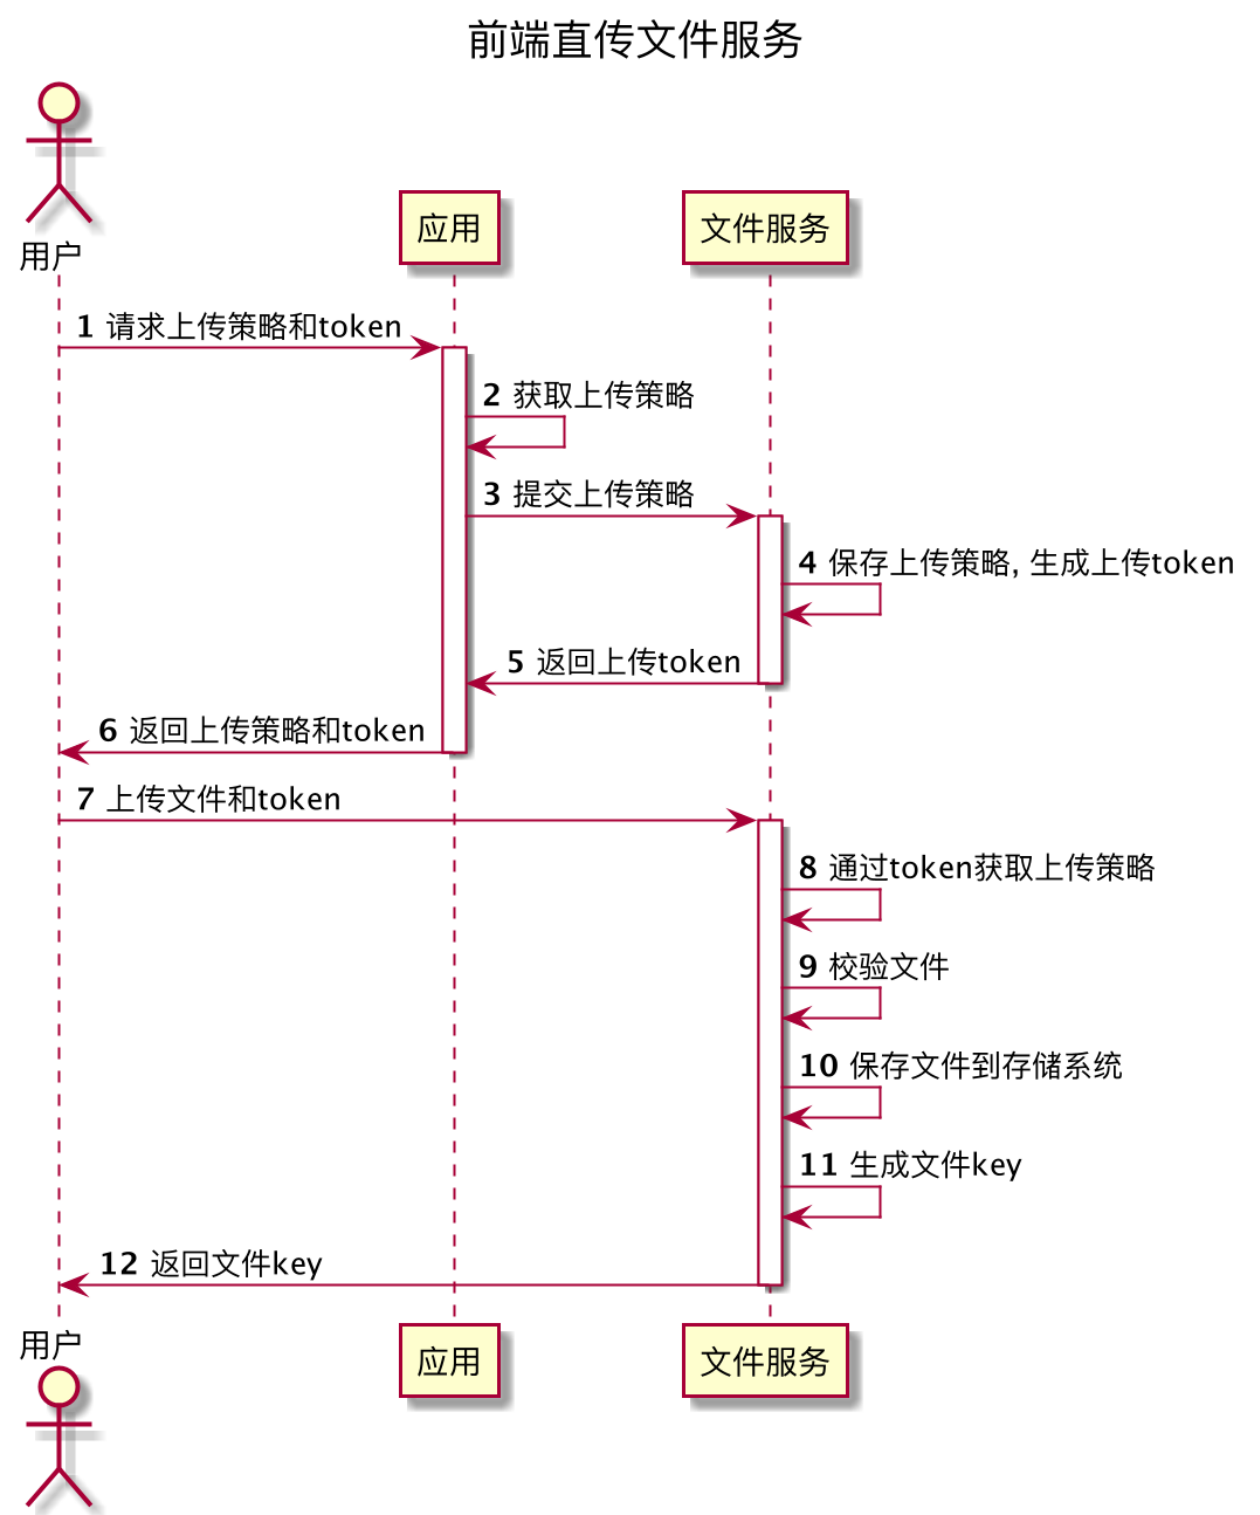 前端直传文件服务
用户
应用
文件服务
1 请求上传策略和token
2 获取上传策略
3 提交上传策略
4 保存上传策略, 生成上传token
5 返回上传token
6 返回上传策略和token
7 上传文件和token
8 通过token获取上传策略
9 校验文件
10 保存文件到存储系统
11 生成文件key
12 返回文件key
用户
应用
文件服务